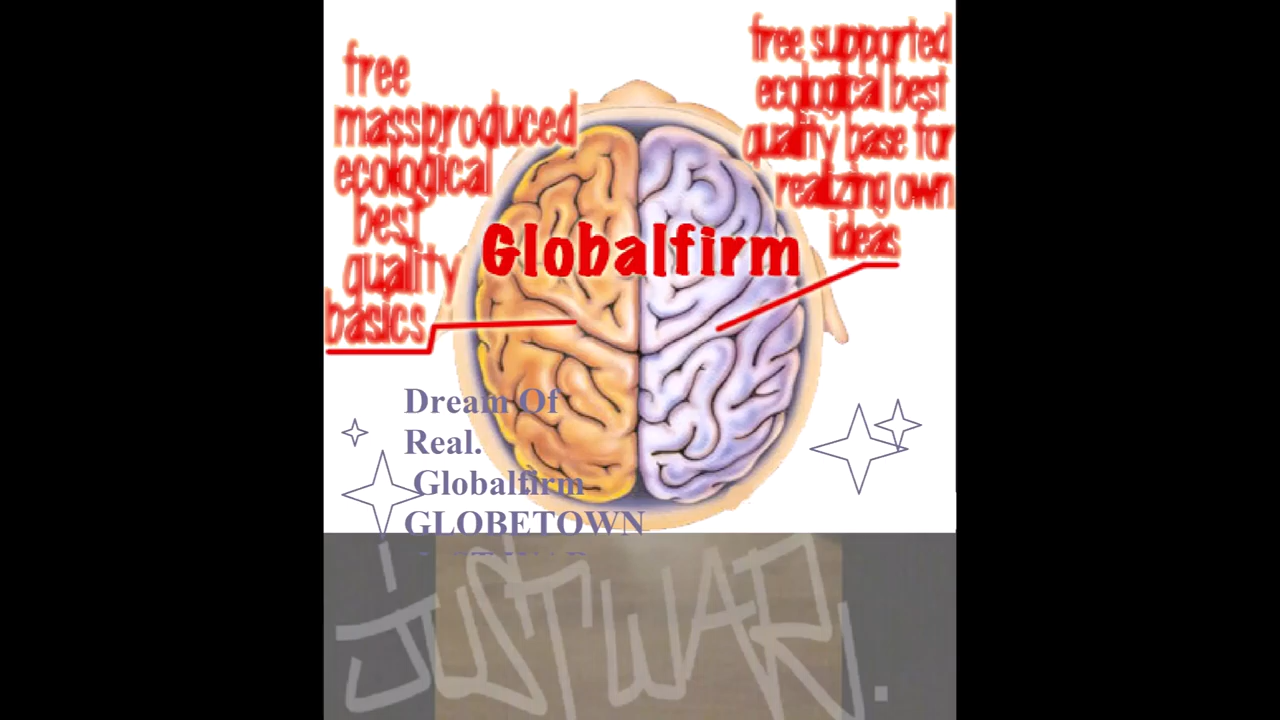 free
massproduced
ecological
best
quality
basics
free supported
ecological best
quality base for
realizing own
ideas
Globalfirm
Dream Of
Real.
Globalfirm
GLOBETOWN
JUST WAR.